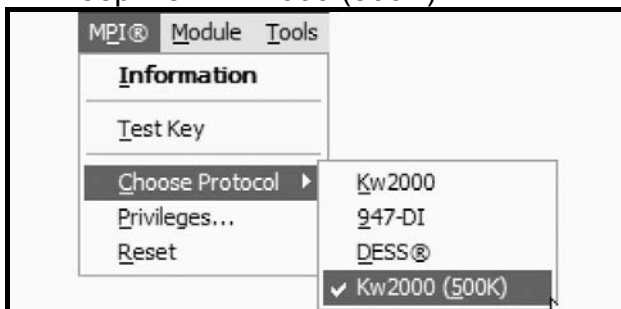 MPI® Module Tools
Information
Test Key
Choose Protocol
Privileges...
Reset
Kw2000
947-DI
DESS®
Kw2000 (500K)